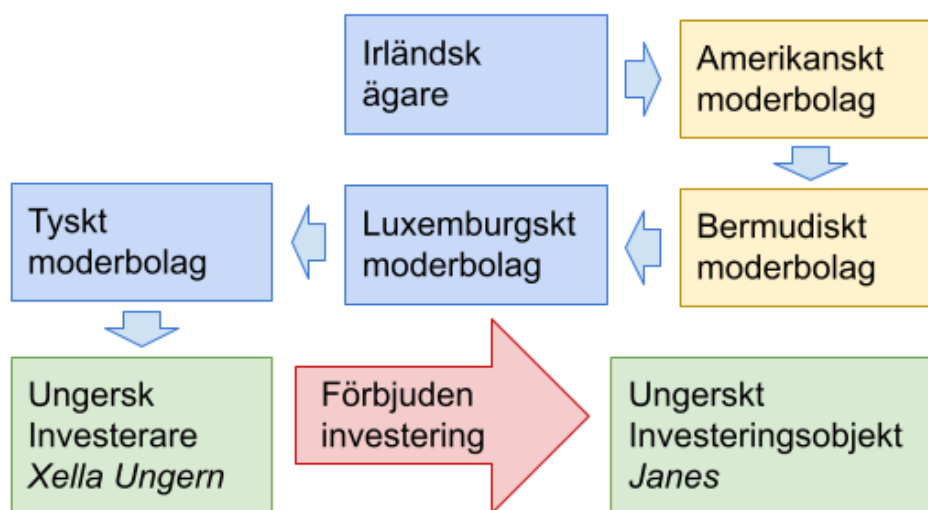 Irländsk
ägare
Amerikanskt
moderbolag
Tyskt
moderbolag
Luxemburgskt
moderbolag
Bermudiskt
moderbolag
Ungersk
Investerare
Xella Ungern
Förbjuden
investering
Ungerskt
Investeringsobjekt
Janes